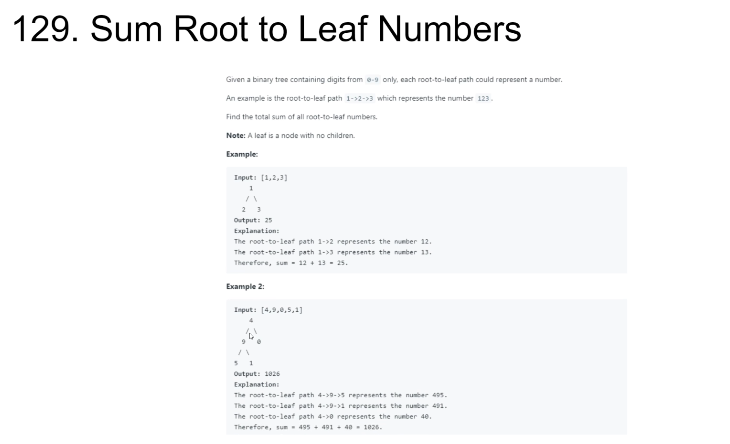 129. Sum Root to Leaf Numbers
Given a binary tree containing digits from 0-9 only, each root-to-leaf path could represent a number.
An example is the root-to-leaf path 1->2->3 which represents the number 123.
Find the total sum of all root-to-leaf numbers.
Note: A leaf is a node with no children.
Example:
Input: [1,2,3]
1
/ \
2 3
Output: 25
Explanation:
The root-to-leaf path 1->2 represents the number 12.
The root-to-leaf path 1->3 represents the number 13.
Therefore, sum = 12 + 13 = 25.
Example 2:
Input: [4,9,0,5,1]
4
/ \
9 0
/ \
5 1
Output: 1026
Explanation:
The root-to-leaf path 4->9->5 represents the number 495.
The root-to-leaf path 4->9->1 represents the number 491.
The root-to-leaf path 4->0 represents the number 40.
Therefore, sum = 495 + 491 + 40 = 1026.